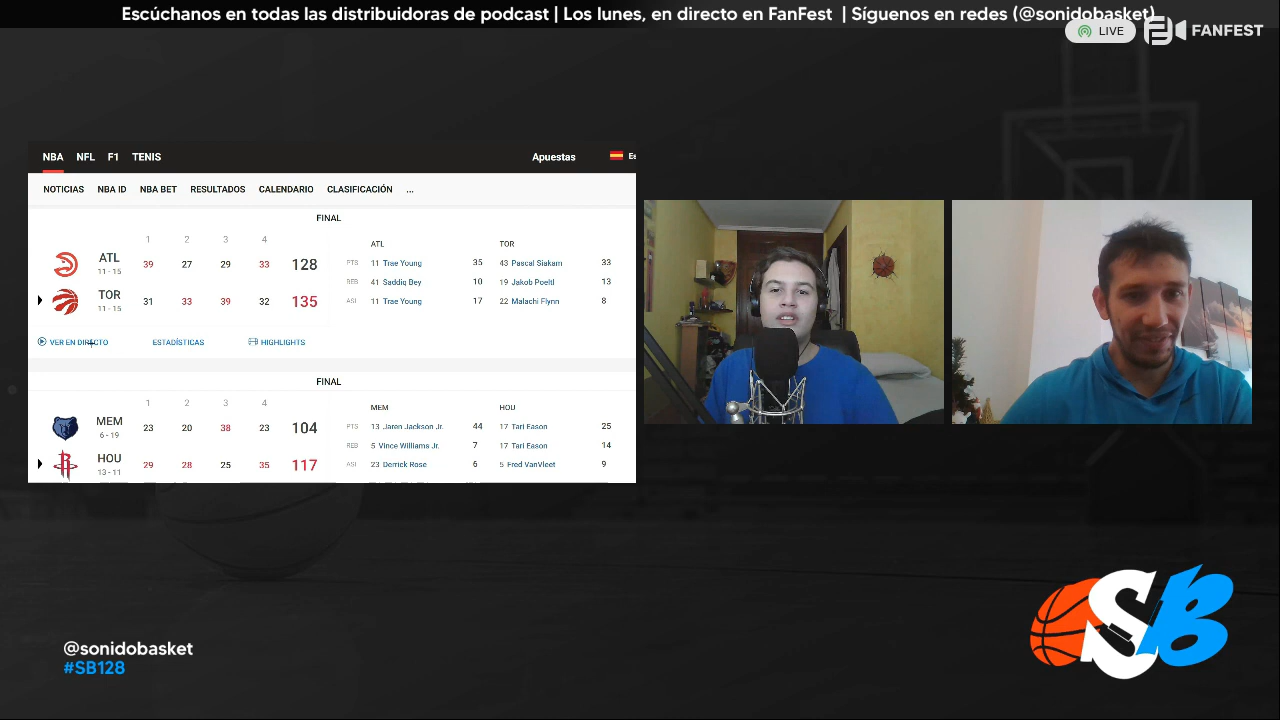 Escúchanos en todas las distribuidoras de podcast | Los lunes, en directo en FanFest | Síguenos en redes (@sonidobasket)
LIVE FANFEST
NBA NFL F1 TENIS Apuestas Es
NOTICIAS NBA ID NBA BET RESULTADOS CALENDARIO CLASIFICACIÓN ...
FINAL
1 2 3 4 ATL TOR
ATL 39 27 29 33 128 PTS 11 Trae Young 35 43 Pascal Siakam 33
11 - 15 REB 41 Saddiq Bey 10 19 Jakob Poeltl 13
TOR 31 33 39 32 135 ASI 11 Trae Young 17 22 Malachi Flynn 8
11 - 15
VER EN DIRECTO ESTADÍSTICAS HIGHLIGHTS
FINAL
1 2 3 4 MEM HOU
MEM 23 20 38 23 104 PTS 13 Jaren Jackson Jr. 44 17 Tari Eason 25
6 - 19 REB 5 Vince Williams Jr. 7 17 Tari Eason 14
HOU 29 28 25 35 117 ASI 23 Derrick Rose 6 5 Fred VanVleet 9
13 - 11
SB
@sonidobasket
#SB128